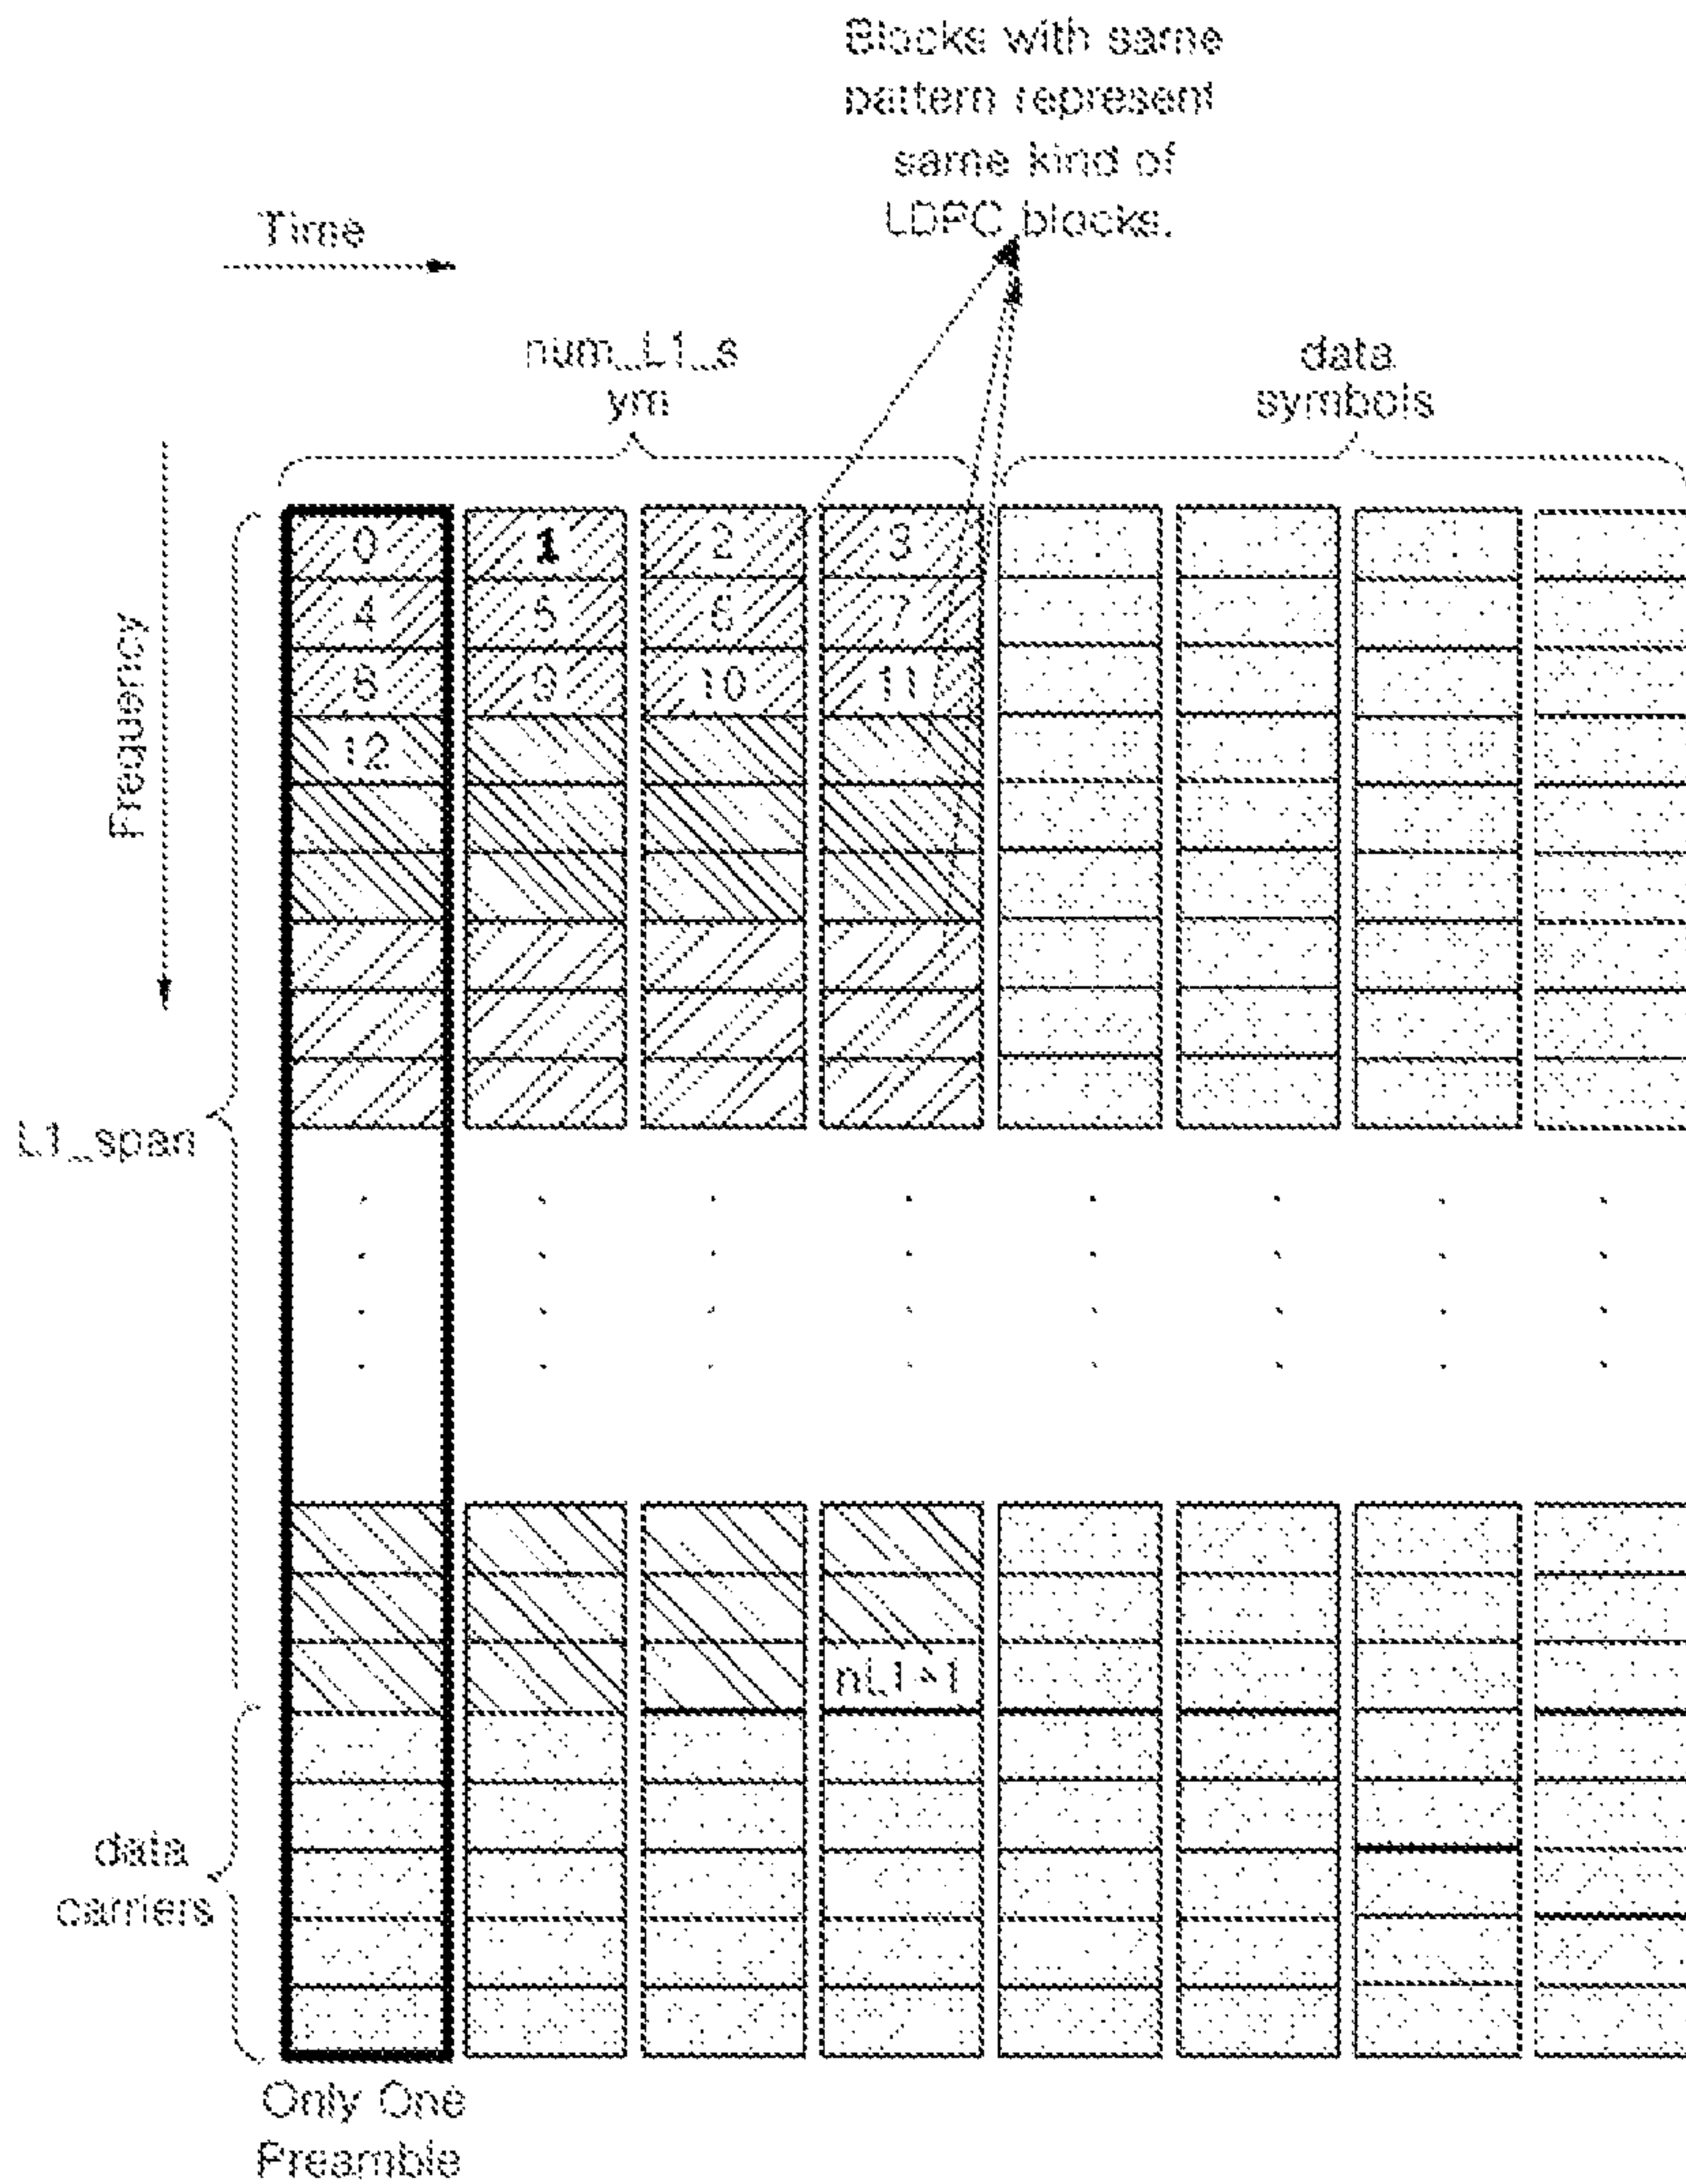 Blocks with same
pattern represent
same kind of
LDPC blocks.
Time
num_L1_s
ym
data
symbols
Frequency
0 1 2 3
4 5 6 7
8 9 10 11
12
L1_span
nL1-1
data
carriers
Only One
Preamble